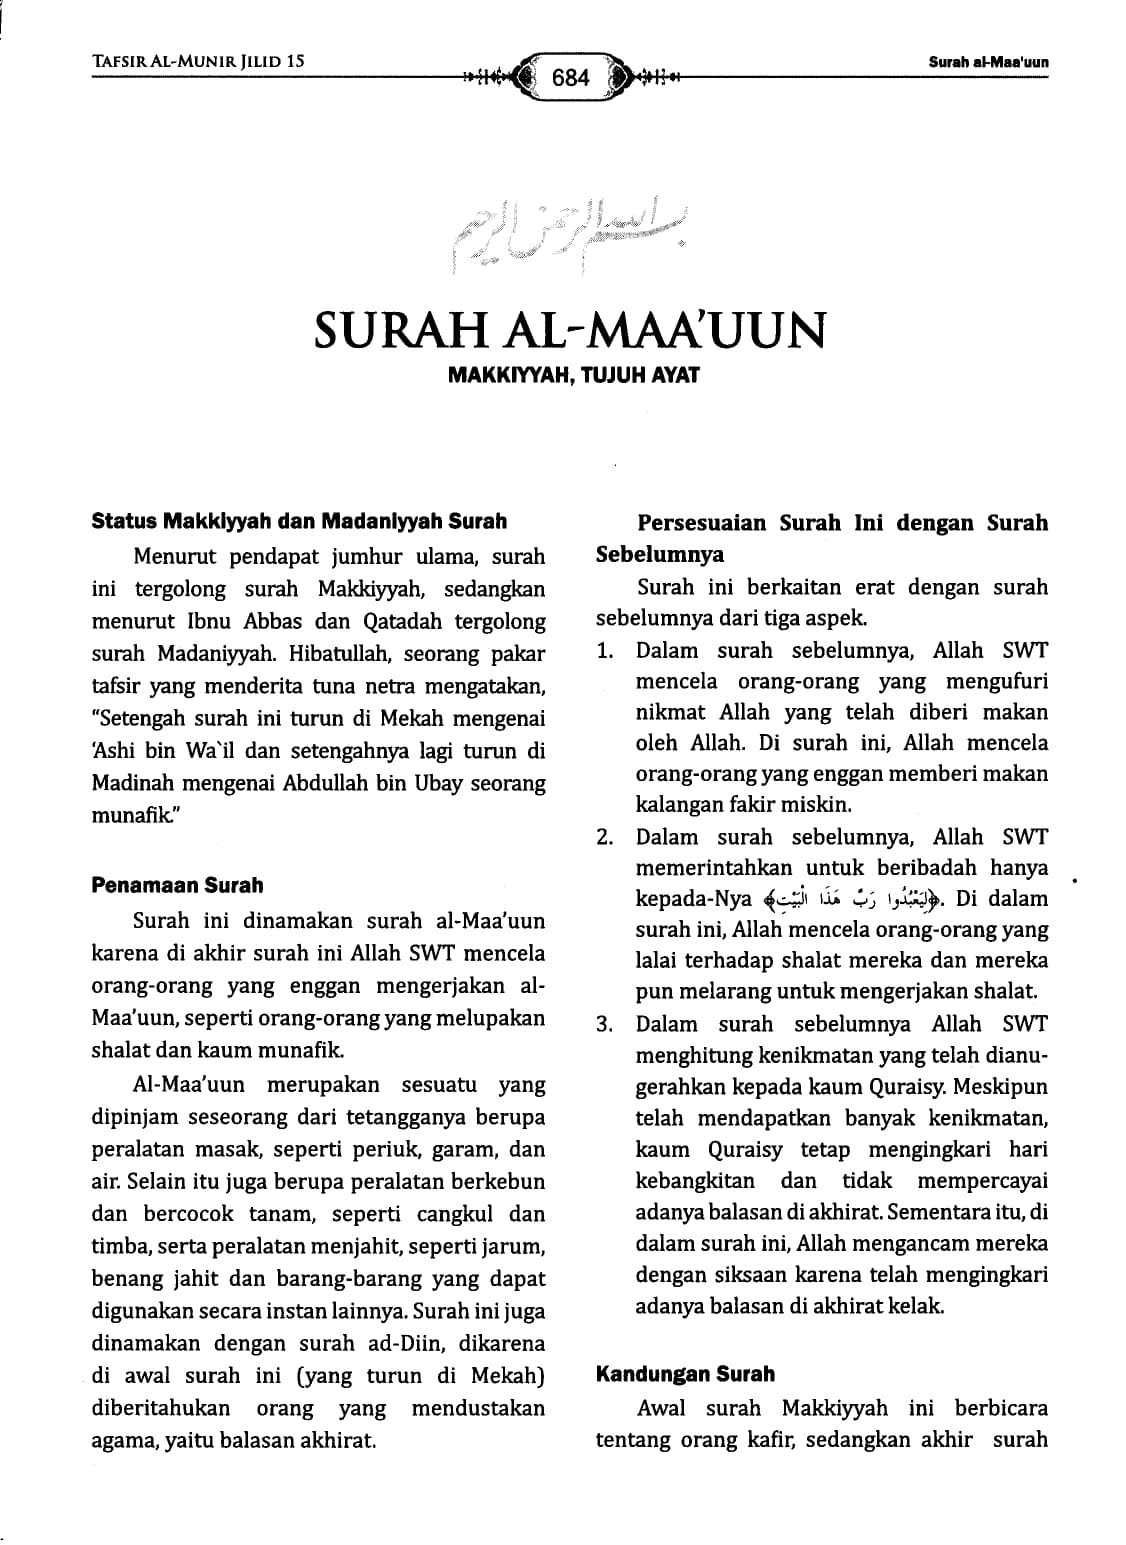 TAFSIR AL-MUNIR JILID 15
684
Surah al-Maa'uun
بسم الله الرحمن الرحيم
SURAH AL-MAA'UUN
MAKKIYYAH, TUJUH AYAT
Status Makkiyyah dan Madaniyyah Surah
Menurut pendapat jumhur ulama, surah
ini tergolong surah Makkiyyah, sedangkan
menurut Ibnu Abbas dan Qatadah tergolong
surah Madaniyyah. Hibatullah, seorang pakar
tafsir yang menderita tuna netra mengatakan,
“Setengah surah ini turun di Mekah mengenai
‘Ashi bin Wa`il dan setengahnya lagi turun di
Madinah mengenai Abdullah bin Ubay seorang
munafik.”
Penamaan Surah
Surah ini dinamakan surah al-Maa’uun
karena di akhir surah ini Allah SWT mencela
orang-orang yang enggan mengerjakan al-
Maa’uun, seperti orang-orang yang melupakan
shalat dan kaum munafik.
Al-Maa’uun merupakan sesuatu yang
dipinjam seseorang dari tetangganya berupa
peralatan masak, seperti periuk, garam, dan
air. Selain itu juga berupa peralatan berkebun
dan bercocok tanam, seperti cangkul dan
timba, serta peralatan menjahit, seperti jarum,
benang jahit dan barang-barang yang dapat
digunakan secara instan lainnya. Surah ini juga
dinamakan dengan surah ad-Diin, dikarena
di awal surah ini (yang turun di Mekah)
diberitahukan orang yang mendustakan
agama, yaitu balasan akhirat.
Persesuaian Surah Ini dengan Surah
Sebelumnya
Surah ini berkaitan erat dengan surah
sebelumnya dari tiga aspek.
1. Dalam surah sebelumnya, Allah SWT
mencela orang-orang yang mengufuri
nikmat Allah yang telah diberi makan
oleh Allah. Di surah ini, Allah mencela
orang-orang yang enggan memberi makan
kalangan fakir miskin.
2. Dalam surah sebelumnya, Allah SWT
memerintahkan untuk beribadah hanya
kepada-Nya ﴿لِيَعْبُدُوا رَبَّ هَذَا الْبَيْتِ﴾. Di dalam
surah ini, Allah mencela orang-orang yang
lalai terhadap shalat mereka dan mereka
pun melarang untuk mengerjakan shalat.
3. Dalam surah sebelumnya Allah SWT
menghitung kenikmatan yang telah dianu-
gerahkan kepada kaum Quraisy. Meskipun
telah mendapatkan banyak kenikmatan,
kaum Quraisy tetap mengingkari hari
kebangkitan dan tidak mempercayai
adanya balasan di akhirat. Sementara itu, di
dalam surah ini, Allah mengancam mereka
dengan siksaan karena telah mengingkari
adanya balasan di akhirat kelak.
Kandungan Surah
Awal surah Makkiyyah ini berbicara
tentang orang kafir, sedangkan akhir surah